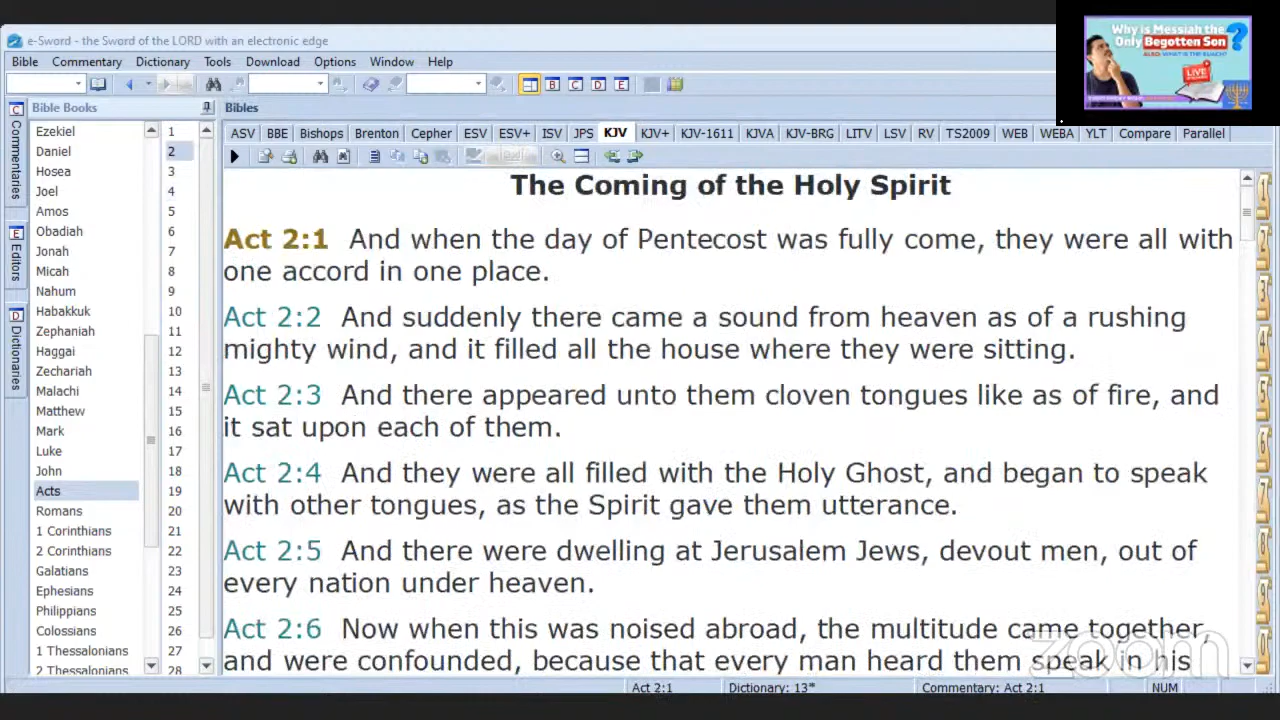 e-Sword - the Sword of the LORD with an electronic edge
Why is Messiah the
Only Begotten Son
?
LIVE
Bible Commentary Dictionary Tools Download Options Window Help
B C D E
Bible Books
Bibles
C Commentaries
E Editors
D Dictionaries
ASV BBE Bishops Brenton Cepher ESV ESV+ ISV JPS KJV KJV+ KJV-1611 KJVA KJV-BRG LITV LSV RV TS2009 WEB WEBA YLT Compare Parallel
Ezekiel 1
Daniel 2
Hosea 3
Joel 4
Amos 5
Obadiah 6
Jonah 7
Micah 8
Nahum 9
Habakkuk 10
Zephaniah 11
Haggai 12
Zechariah 13
Malachi 14
Matthew 15
Mark 16
Luke 17
John 18
Acts 19
Romans 20
1 Corinthians 21
2 Corinthians 22
Galatians 23
Ephesians 24
Philippians 25
Colossians 26
1 Thessalonians 27
2 Thessalonians 28
The Coming of the Holy Spirit
Act 2:1 And when the day of Pentecost was fully come, they were all with
one accord in one place.
Act 2:2 And suddenly there came a sound from heaven as of a rushing
mighty wind, and it filled all the house where they were sitting.
Act 2:3 And there appeared unto them cloven tongues like as of fire, and
it sat upon each of them.
Act 2:4 And they were all filled with the Holy Ghost, and began to speak
with other tongues, as the Spirit gave them utterance.
Act 2:5 And there were dwelling at Jerusalem Jews, devout men, out of
every nation under heaven.
Act 2:6 Now when this was noised abroad, the multitude came together,
and were confounded, because that every man heard them speak in his
zoom
Act 2:1 Dictionary: 13* Commentary: Act 2:1 NUM